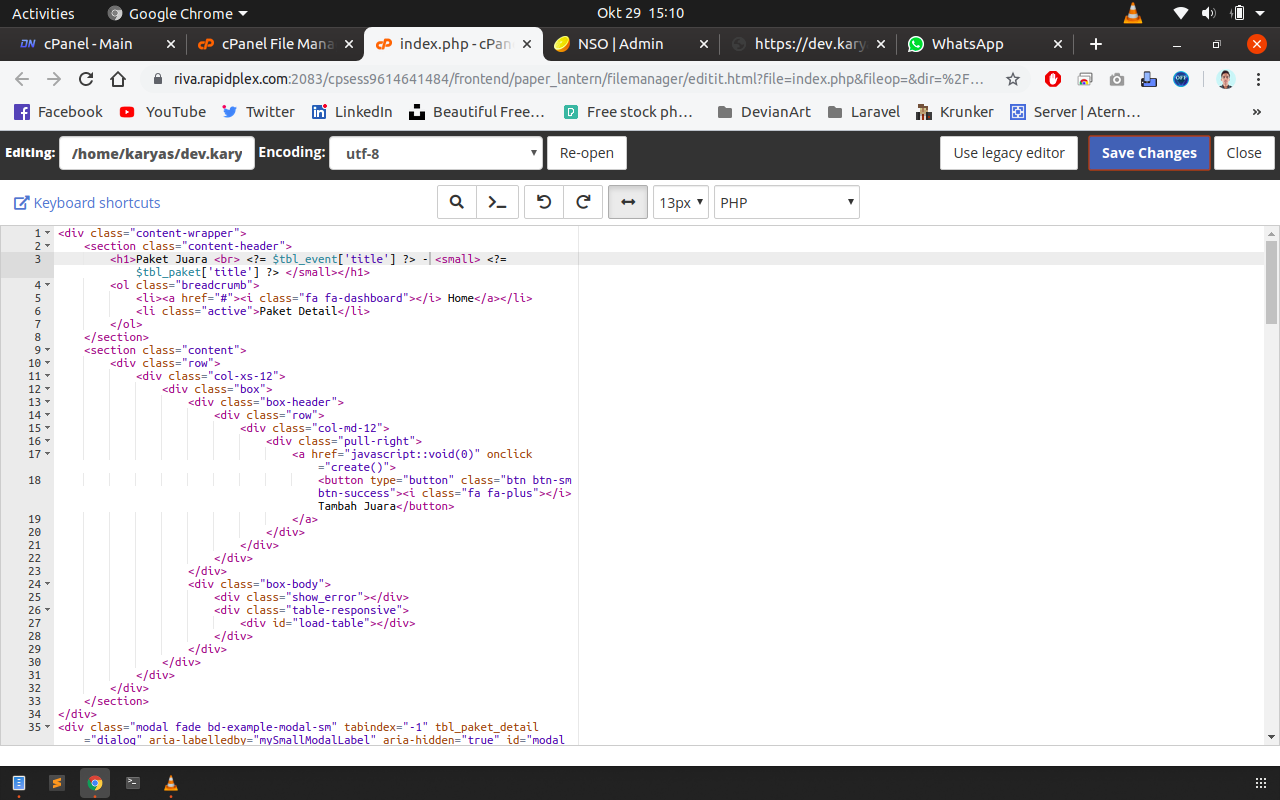 Activities Google Chrome Okt 29 15:10
cPanel - Main cPanel File Mana index.php - cPan NSO | Admin https://dev.kary WhatsApp
riva.rapidplex.com:2083/cpsess9614641484/frontend/paper_lantern/filemanager/editit.html?file=index.php&fileop=&dir=%2F… OFF
Facebook YouTube Twitter LinkedIn Beautiful Free… Free stock ph… DevianArt Laravel Krunker Server | Atern… »
Editing: /home/karyas/dev.kary Encoding: utf-8 Re-open Use legacy editor Save Changes Close
Keyboard shortcuts 13px PHP
1 <div class="content-wrapper">
2 <section class="content-header">
3 <h1>Paket Juara <br> <?= $tbl_event['title'] ?> - <small> <?=
$tbl_paket['title'] ?> </small></h1>
4 <ol class="breadcrumb">
5 <li><a href="#"><i class="fa fa-dashboard"></i> Home</a></li>
6 <li class="active">Paket Detail</li>
7 </ol>
8 </section>
9 <section class="content">
10 <div class="row">
11 <div class="col-xs-12">
12 <div class="box">
13 <div class="box-header">
14 <div class="row">
15 <div class="col-md-12">
16 <div class="pull-right">
17 <a href="javascript::void(0)" onclick
="create()">
18 <button type="button" class="btn btn-sm
btn-success"><i class="fa fa-plus"></i>
Tambah Juara</button>
19 </a>
20 </div>
21 </div>
22 </div>
23 </div>
24 <div class="box-body">
25 <div class="show_error"></div>
26 <div class="table-responsive">
27 <div id="load-table"></div>
28 </div>
29 </div>
30 </div>
31 </div>
32 </div>
33 </section>
34 </div>
35 <div class="modal fade bd-example-modal-sm" tabindex="-1" tbl_paket_detail
="dialog" aria-labelledby="mySmallModalLabel" aria-hidden="true" id="modal